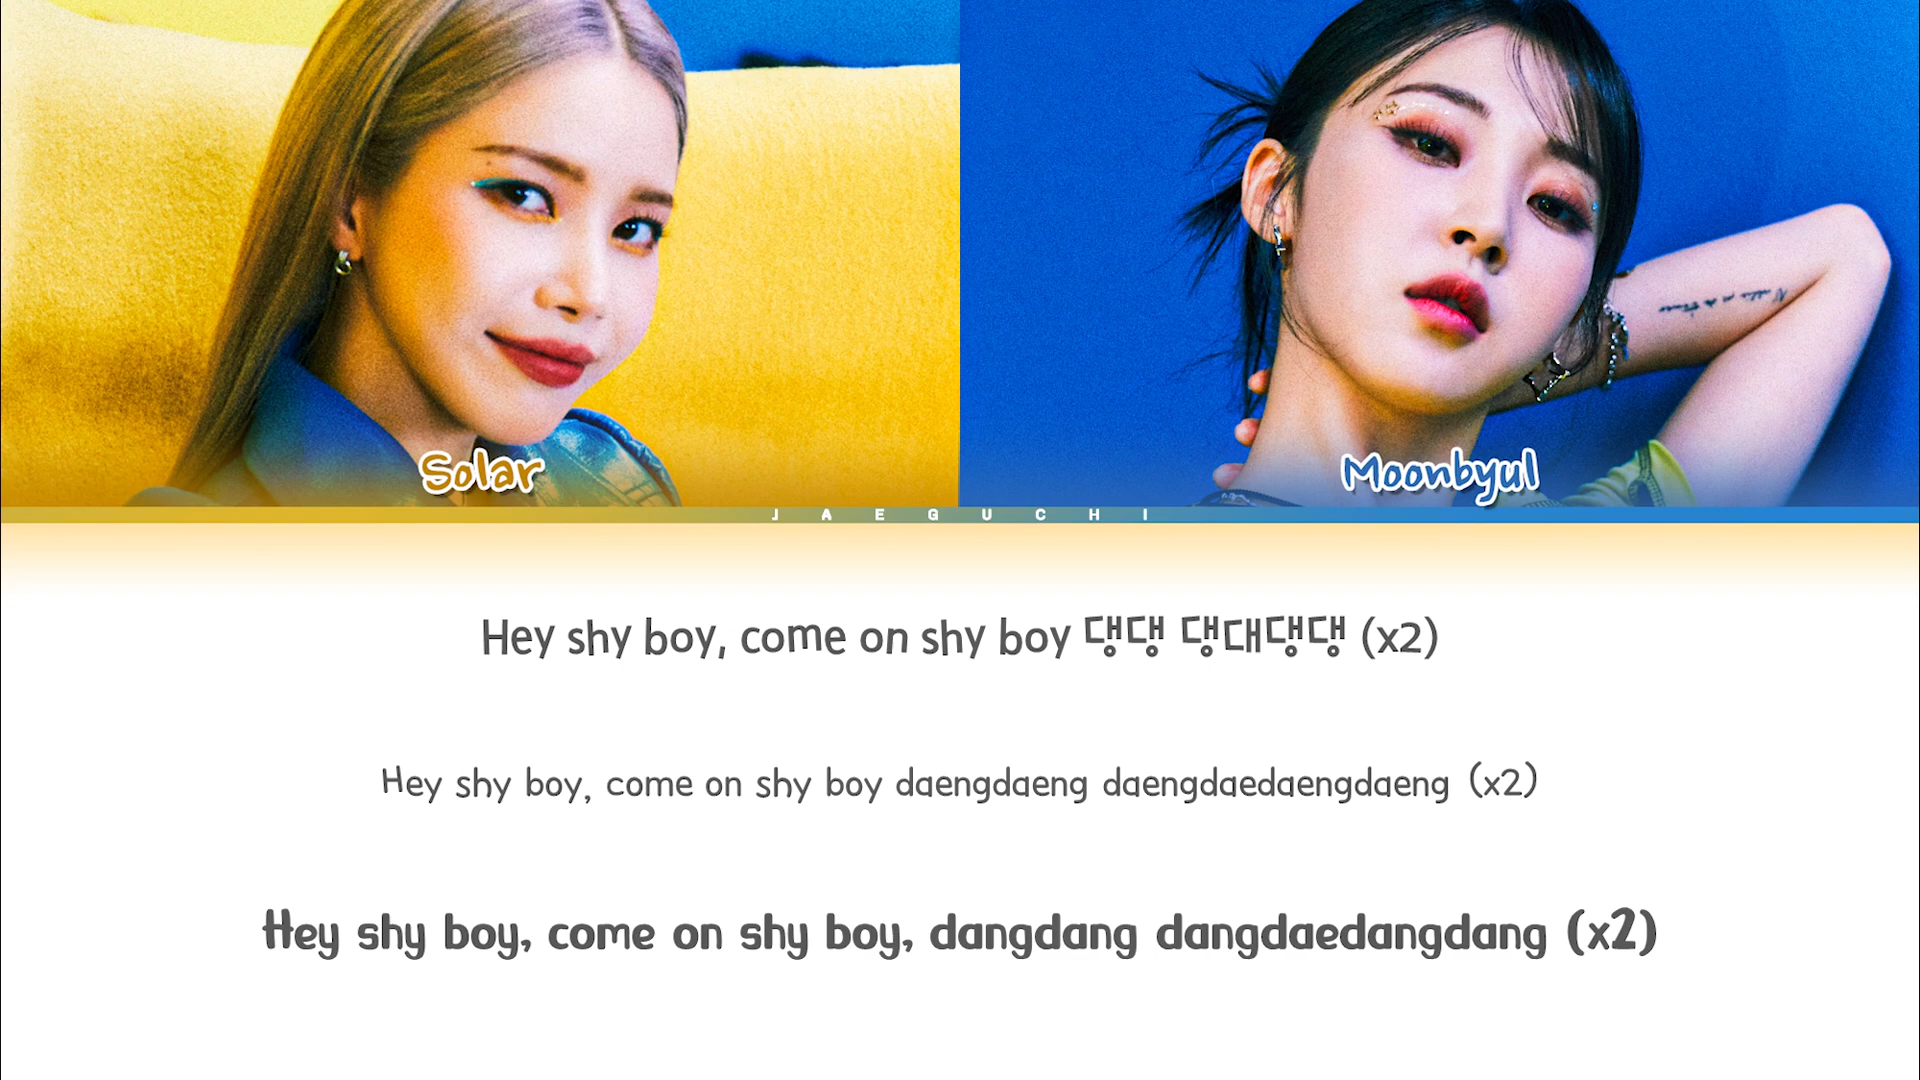 Solar
Moonbyul
JAEGUCHI
Hey shy boy, come on shy boy 댕댕 댕대댕댕 (x2)
Hey shy boy, come on shy boy daengdaeng daengdaedaengdaeng (x2)
Hey shy boy, come on shy boy, dangdang dangdaedangdang (x2)